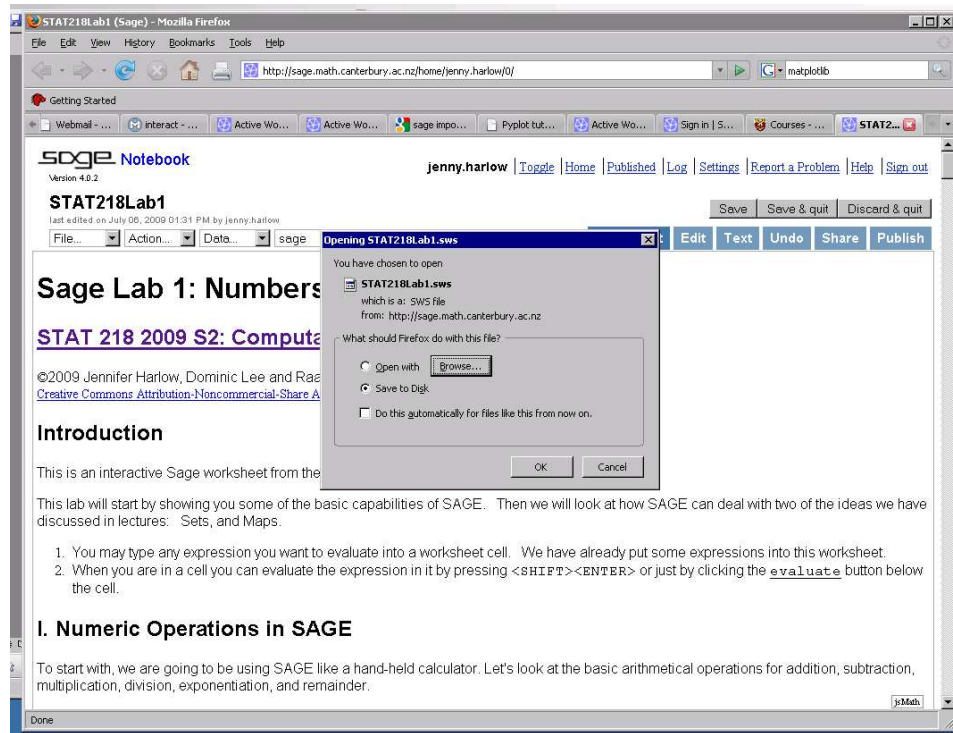 STAT218Lab1 (Sage) - Mozilla Firefox
File Edit View History Bookmarks Tools Help
http://sage.math.canterbury.ac.nz/home/jenny.harlow/0/ matplotlib
Getting Started
Webmail - ... interact - ... Active Wo... Active Wo... sage impo... Pyplot tut... Active Wo... Sign in | S... Courses - ... STAT2...
sage Notebook
Version 4.0.2
jenny.harlow | Toggle | Home | Published | Log | Settings | Report a Problem | Help | Sign out
STAT218Lab1
last edited on July 06, 2009 01:31 PM by jenny.harlow
Save Save & quit Discard & quit
File... Action... Data... sage
Edit Text Undo Share Publish
Opening STAT218Lab1.sws
You have chosen to open
STAT218Lab1.sws
which is a: SWS file
from: http://sage.math.canterbury.ac.nz
What should Firefox do with this file?
Open with Browse...
Save to Disk
Do this automatically for files like this from now on.
OK Cancel
Sage Lab 1: Numbers
STAT 218 2009 S2: Computa
©2009 Jennifer Harlow, Dominic Lee and Raa
Creative Commons Attribution-Noncommercial-Share A
Introduction
This is an interactive Sage worksheet from the
This lab will start by showing you some of the basic capabilities of SAGE. Then we will look at how SAGE can deal with two of the ideas we have
discussed in lectures: Sets, and Maps.
1. You may type any expression you want to evaluate into a worksheet cell. We have already put some expressions into this worksheet.
2. When you are in a cell you can evaluate the expression in it by pressing <SHIFT><ENTER> or just by clicking the evaluate button below
the cell.
I. Numeric Operations in SAGE
To start with, we are going to be using SAGE like a hand-held calculator. Let's look at the basic arithmetical operations for addition, subtraction,
multiplication, division, exponentiation, and remainder.
jsMath
Done